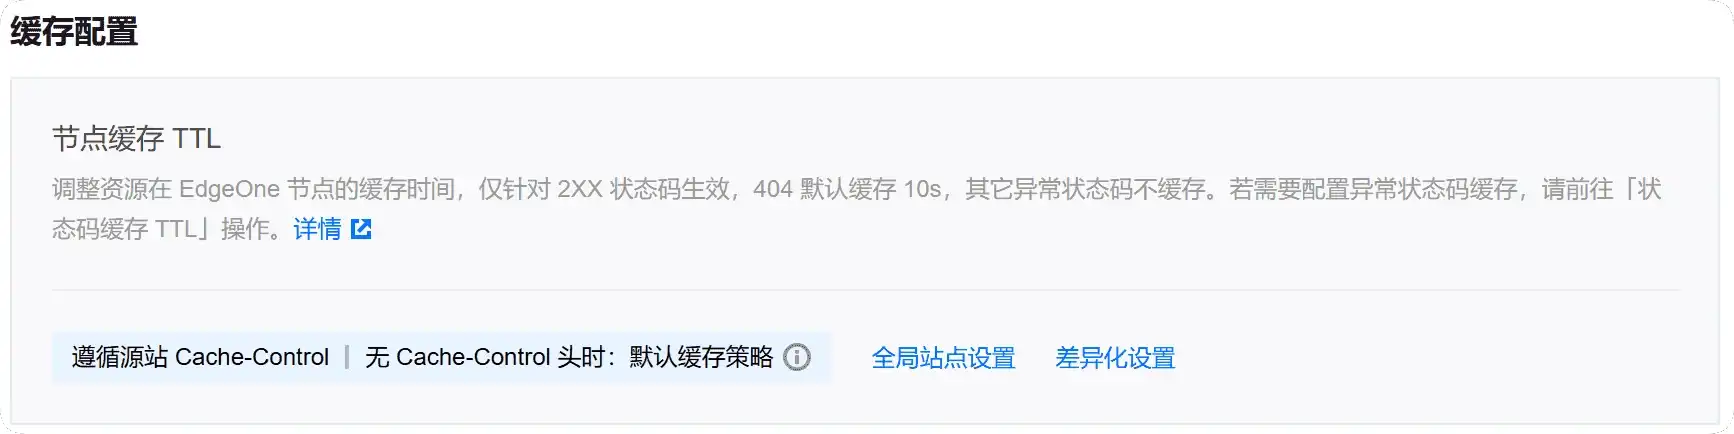 缓存配置
节点缓存 TTL
调整资源在 EdgeOne 节点的缓存时间，仅针对 2XX 状态码生效，404 默认缓存 10s，其它异常状态码不缓存。若需要配置异常状态码缓存，请前往「状
态码缓存 TTL」操作。详情
遵循源站 Cache-Control | 无 Cache-Control 头时：默认缓存策略 全局站点设置 差异化设置